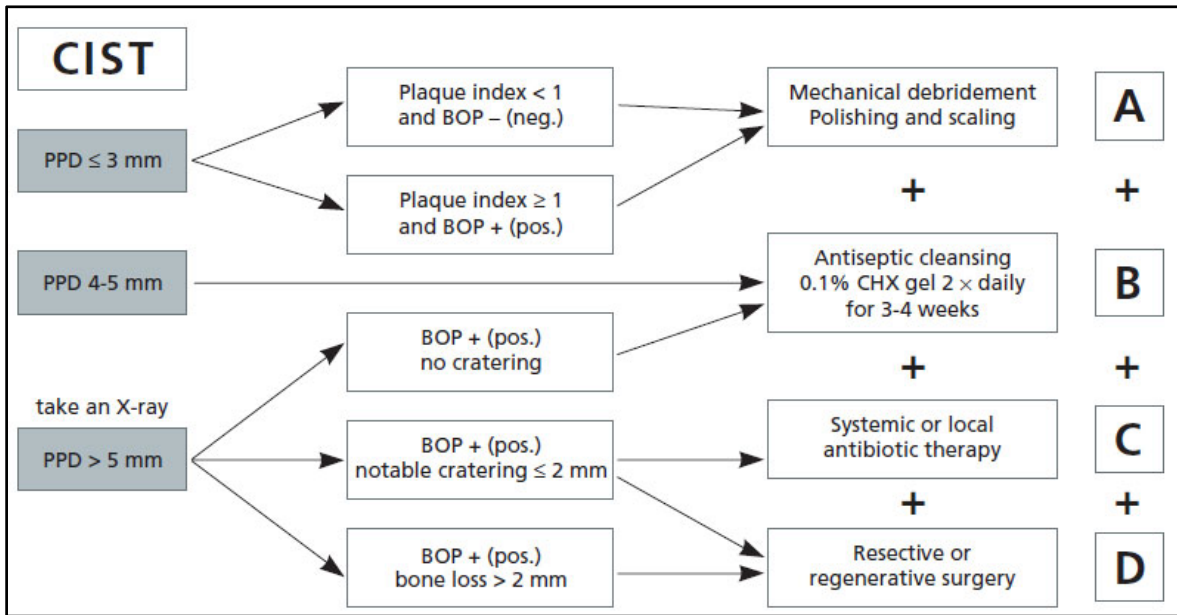 CIST
PPD ≤ 3 mm
PPD 4-5 mm
take an X-ray
PPD > 5 mm
Plaque index < 1
and BOP – (neg.)
Plaque index ≥ 1
and BOP + (pos.)
BOP + (pos.)
no cratering
BOP + (pos.)
notable cratering ≤ 2 mm
BOP + (pos.)
bone loss > 2 mm
Mechanical debridement
Polishing and scaling
+
Antiseptic cleansing
0.1% CHX gel 2 × daily
for 3-4 weeks
+
Systemic or local
antibiotic therapy
+
Resective or
regenerative surgery
A
+
B
+
C
+
D